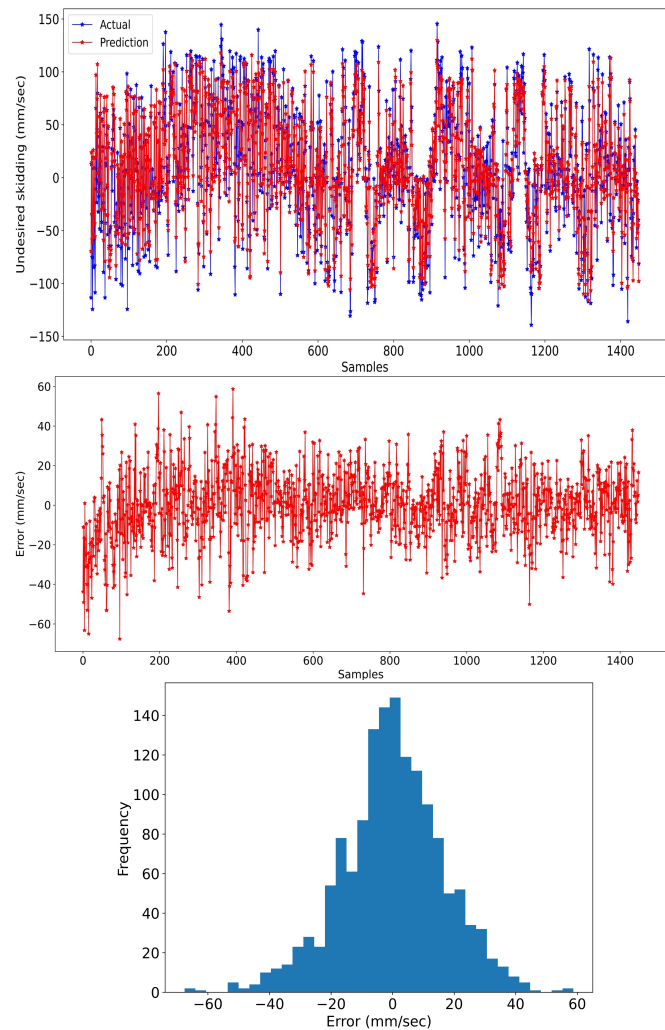 150
100
50
0
−50
−100
−150
Undesired skidding (mm/sec)
Actual
Prediction
0 200 400 600 800 1000 1200 1400
Samples
60
40
20
0
−20
−40
−60
Error (mm/sec)
0 200 400 600 800 1000 1200 1400
Samples
140
120
100
80
60
40
20
0
Frequency
−60 −40 −20 0 20 40 60
Error (mm/sec)